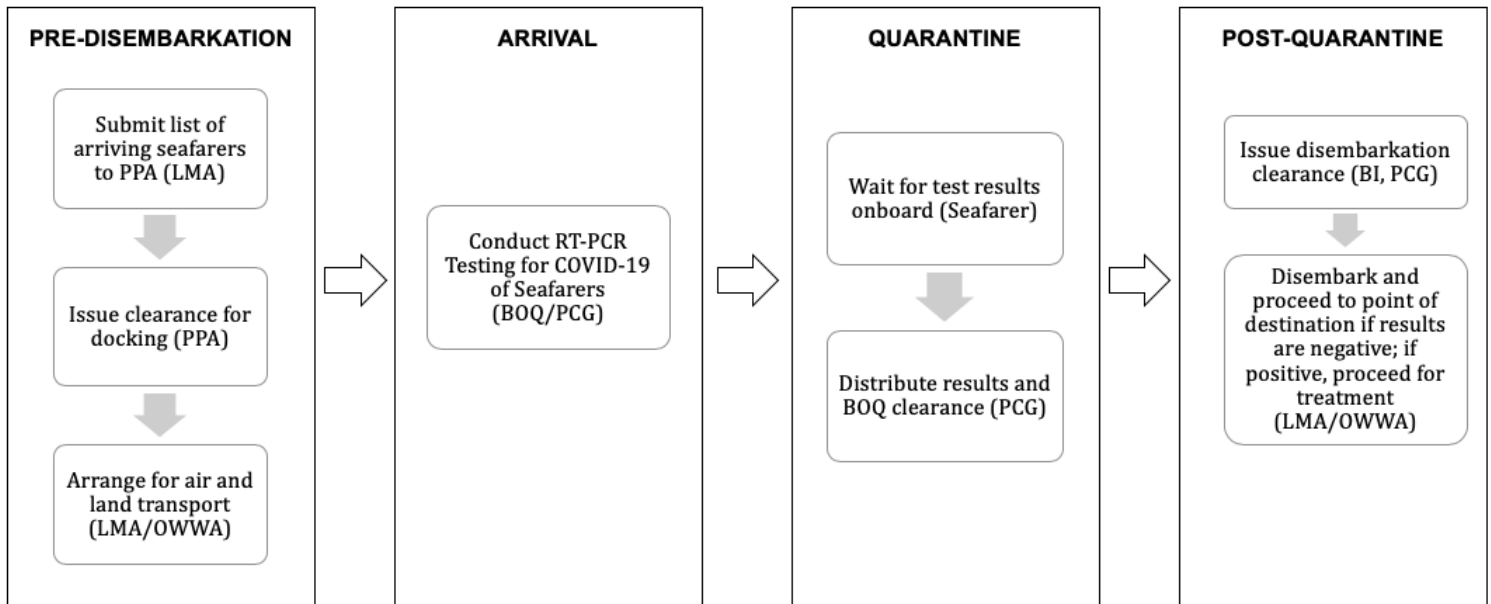 PRE-DISEMBARKATION
Submit list of
arriving seafarers
to PPA (LMA)
Issue clearance for
docking (PPA)
Arrange for air and
land transport
(LMA/OWWA)
ARRIVAL
Conduct RT-PCR
Testing for COVID-19
of Seafarers
(BOQ/PCG)
QUARANTINE
Wait for test results
onboard (Seafarer)
Distribute results and
BOQ clearance (PCG)
POST-QUARANTINE
Issue disembarkation
clearance (BI, PCG)
Disembark and
proceed to point of
destination if results
are negative; if
positive, proceed for
treatment
(LMA/OWWA)